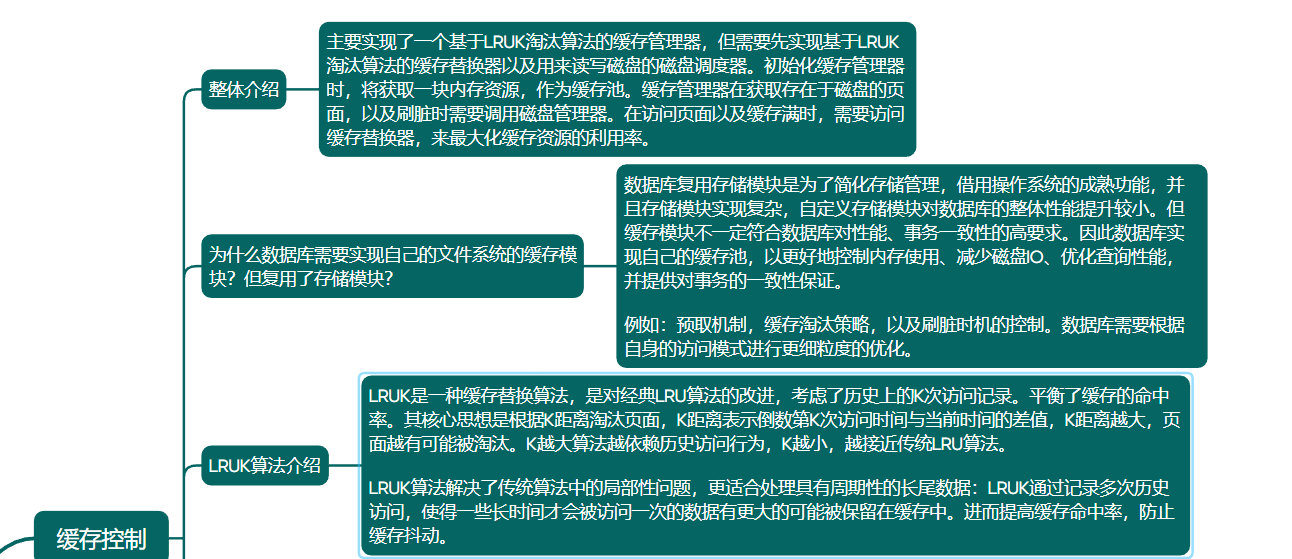 主要实现了一个基于LRUK淘汰算法的缓存管理器，但需要先实现基于LRUK
淘汰算法的缓存替换器以及用来读写磁盘的磁盘调度器。初始化缓存管理器
时，将获取一块内存资源，作为缓存池。缓存管理器在获取存在于磁盘的页
面，以及刷脏时需要调用磁盘管理器。在访问页面以及缓存满时，需要访问
缓存替换器，来最大化缓存资源的利用率。
整体介绍
数据库复用存储模块是为了简化存储管理，借用操作系统的成熟功能，并
且存储模块实现复杂，自定义存储模块对数据库的整体性能提升较小。但
缓存模块不一定符合数据库对性能、事务一致性的高要求。因此数据库实
现自己的缓存池，以更好地控制内存使用、减少磁盘IO、优化查询性能，
并提供对事务的一致性保证。
例如：预取机制，缓存淘汰策略，以及刷脏时机的控制。数据库需要根据
自身的访问模式进行更细粒度的优化。
为什么数据库需要实现自己的文件系统的缓存模
块？但复用了存储模块？
LRUK是一种缓存替换算法，是对经典LRU算法的改进，考虑了历史上的K次访问记录。平衡了缓存的命中
率。其核心思想是根据K距离淘汰页面，K距离表示倒数第K次访问时间与当前时间的差值，K距离越大，页
面越有可能被淘汰。K越大算法越依赖历史访问行为，K越小，越接近传统LRU算法。
LRUK算法解决了传统算法中的局部性问题，更适合处理具有周期性的长尾数据：LRUK通过记录多次历史
访问，使得一些长时间才会被访问一次的数据有更大的可能被保留在缓存中。进而提高缓存命中率，防止
缓存抖动。
LRUK算法介绍
缓存控制